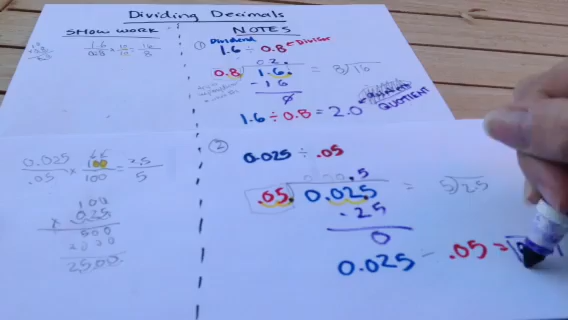 Dividing Decimals
SHOW WORK
1.6/0.8 × 10/10 = 16/8
0.025/.05 × 100/100 = 2.5/5
100
× 025
500
2000
2500
NOTES
① Dividend
1.6 ÷ 0.8 ← Divisor
02.
0.8 ⟌ 1.6. = 8 ⟌ 16
- 16
0
1.6 ÷ 0.8 = 2.0
QUOTIENT
② 0.025 ÷ .05
.5
.05. ⟌ 0.025 = 5 ⟌ 2.5
.25
0
0.025 - .05 =